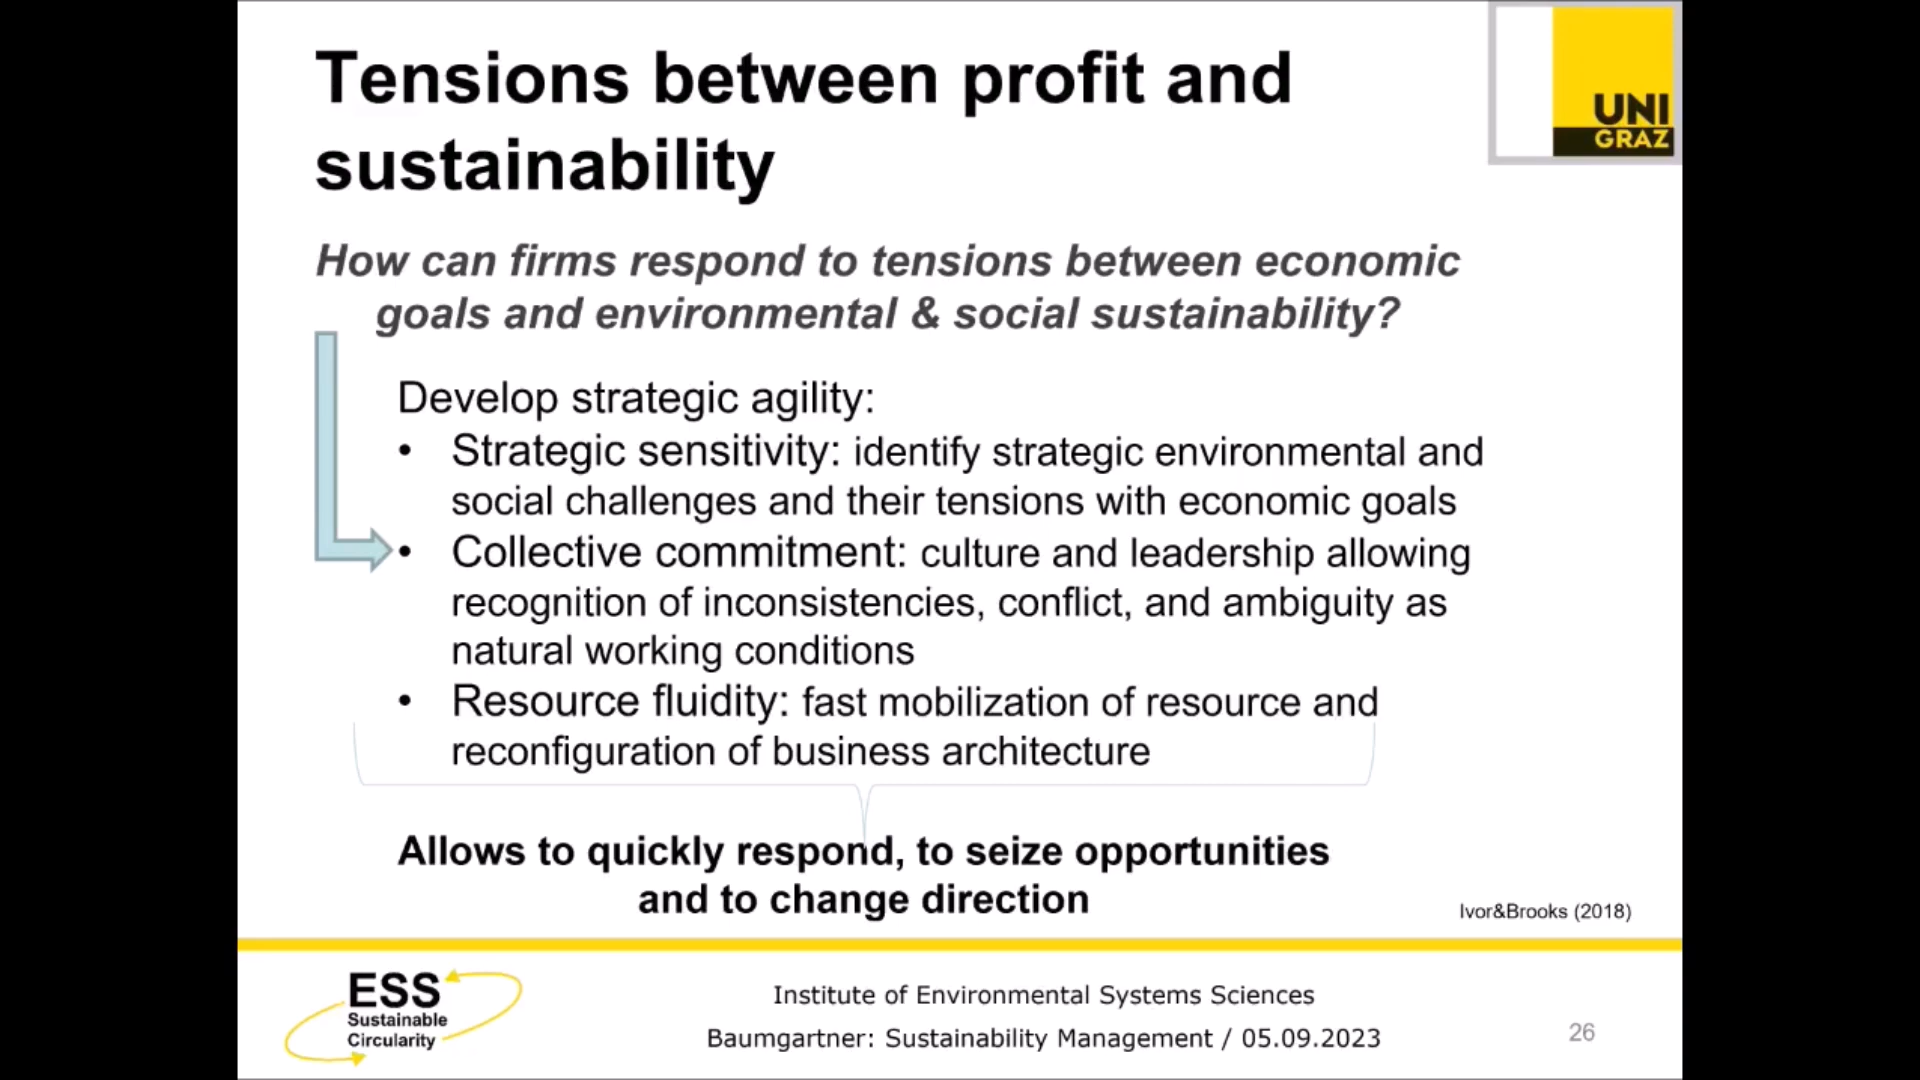 Tensions between profit and
sustainability
UNI
GRAZ
How can firms respond to tensions between economic
goals and environmental & social sustainability?
Develop strategic agility:
• Strategic sensitivity: identify strategic environmental and
social challenges and their tensions with economic goals
• Collective commitment: culture and leadership allowing
recognition of inconsistencies, conflict, and ambiguity as
natural working conditions
• Resource fluidity: fast mobilization of resource and
reconfiguration of business architecture
Allows to quickly respond, to seize opportunities
and to change direction
Ivor&Brooks (2018)
ESS
Sustainable
Circularity
Institute of Environmental Systems Sciences
Baumgartner: Sustainability Management / 05.09.2023
26